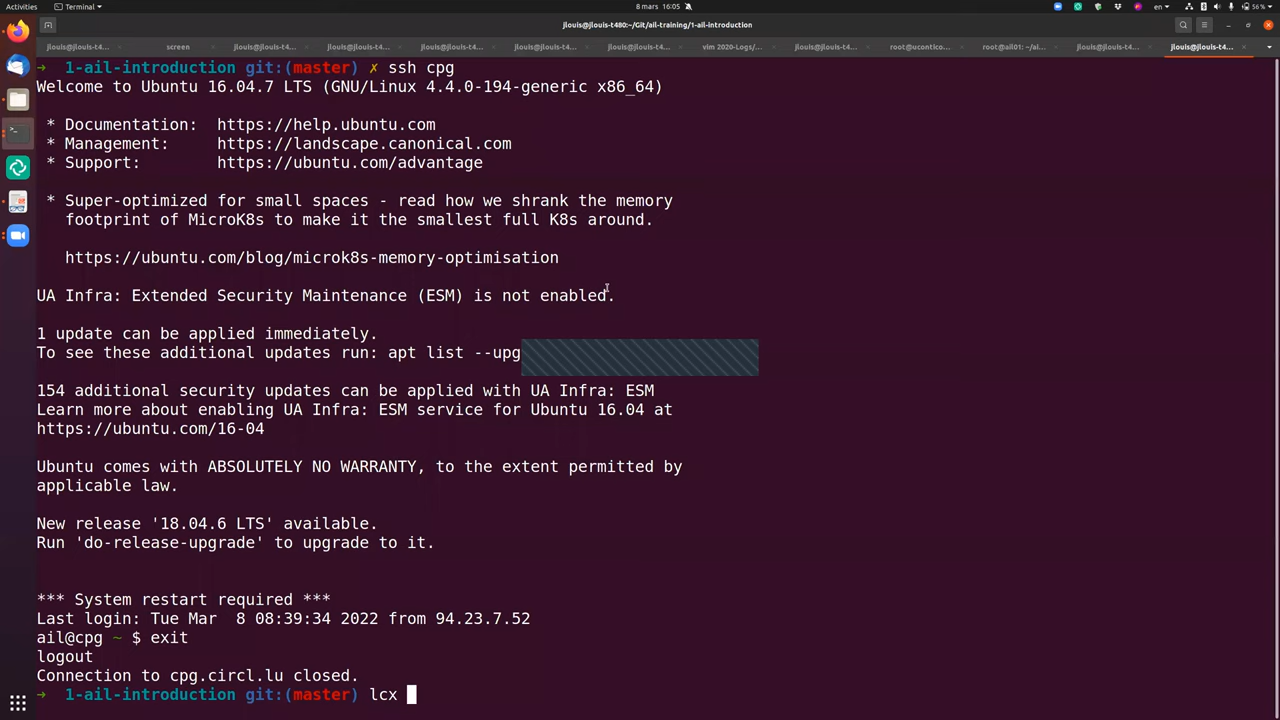 Activities
Terminal
8 mars 16:05
en
56 %
jlouis@jlouis-t480:~/Git/ail-training/1-ail-introduction
jlouis@jlouis-t4...
screen
jlouis@jlouis-t4...
jlouis@jlouis-t4...
jlouis@jlouis-t4...
jlouis@jlouis-t4...
jlouis@jlouis-t4...
vim 2020-Logs/...
jlouis@jlouis-t4...
root@ucontico...
root@ail01: ~/ai...
jlouis@jlouis-t4...
jlouis@jlouis-t4...
→ 1-ail-introduction git:(master) ✗ ssh cpg
Welcome to Ubuntu 16.04.7 LTS (GNU/Linux 4.4.0-194-generic x86_64)
* Documentation: https://help.ubuntu.com
* Management: https://landscape.canonical.com
* Support: https://ubuntu.com/advantage
* Super-optimized for small spaces - read how we shrank the memory
footprint of MicroK8s to make it the smallest full K8s around.
https://ubuntu.com/blog/microk8s-memory-optimisation
UA Infra: Extended Security Maintenance (ESM) is not enabled.
1 update can be applied immediately.
To see these additional updates run: apt list --upg
154 additional security updates can be applied with UA Infra: ESM
Learn more about enabling UA Infra: ESM service for Ubuntu 16.04 at
https://ubuntu.com/16-04
Ubuntu comes with ABSOLUTELY NO WARRANTY, to the extent permitted by
applicable law.
New release '18.04.6 LTS' available.
Run 'do-release-upgrade' to upgrade to it.
*** System restart required ***
Last login: Tue Mar  8 08:39:34 2022 from 94.23.7.52
ail@cpg ~ $ exit
logout
Connection to cpg.circl.lu closed.
→ 1-ail-introduction git:(master) lcx